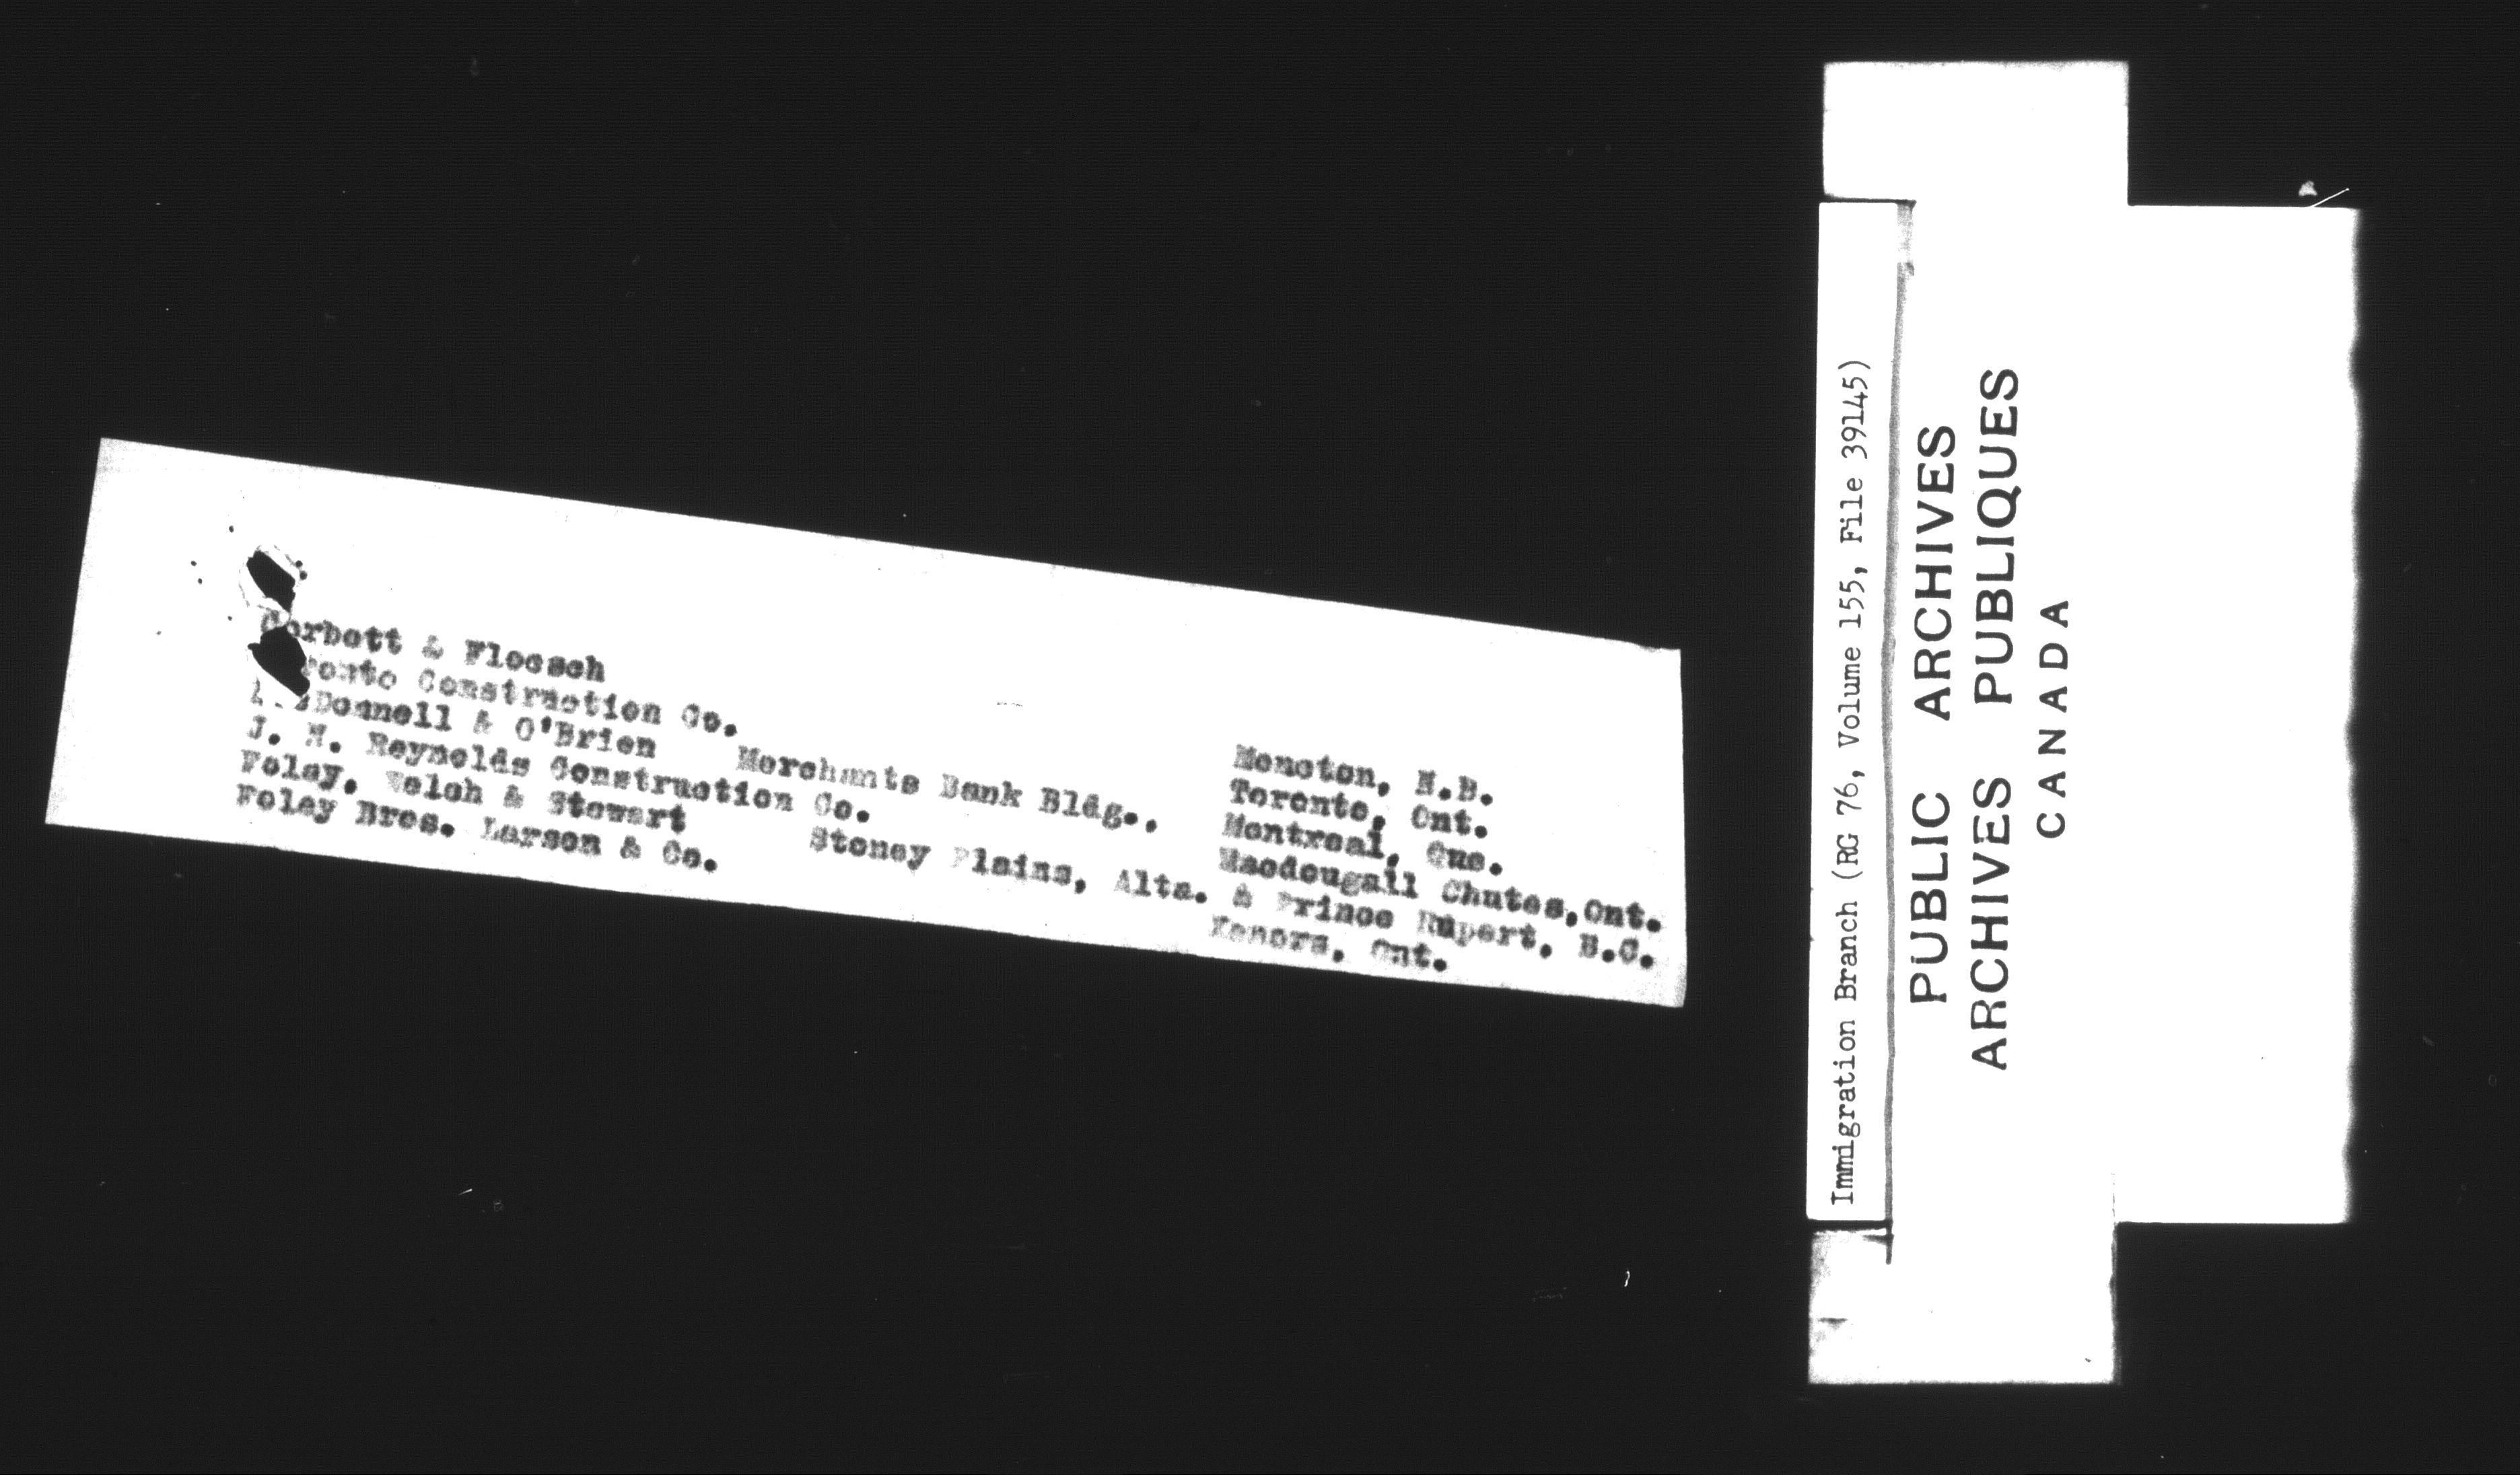 Corbett & Floesch Moncton, N.B.
Toronto Construction Co. Toronto, Ont.
MacDonnell & O'Brien Merchants Bank Bldg., Montreal, Que.
J. N. Reynolds Construction Co. Macdougall Chutes, Ont.
Foley, Welch & Stewart Stoney Plains, Alta. & Prince Rupert, B.C.
Foley Bros. Larson & Co. Kenora, Ont.
Immigration Branch (RG 76, Volume 155, File 39145)
PUBLIC ARCHIVES
ARCHIVES PUBLIQUES
CANADA